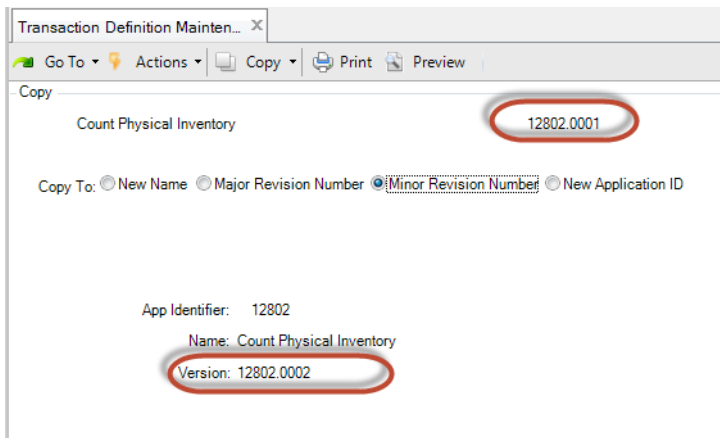 Transaction Definition Mainten...
Go To Actions Copy Print Preview
Copy
Count Physical Inventory 12802.0001
Copy To: New Name Major Revision Number Minor Revision Number New Application ID
App Identifier: 12802
Name: Count Physical Inventory
Version: 12802.0002